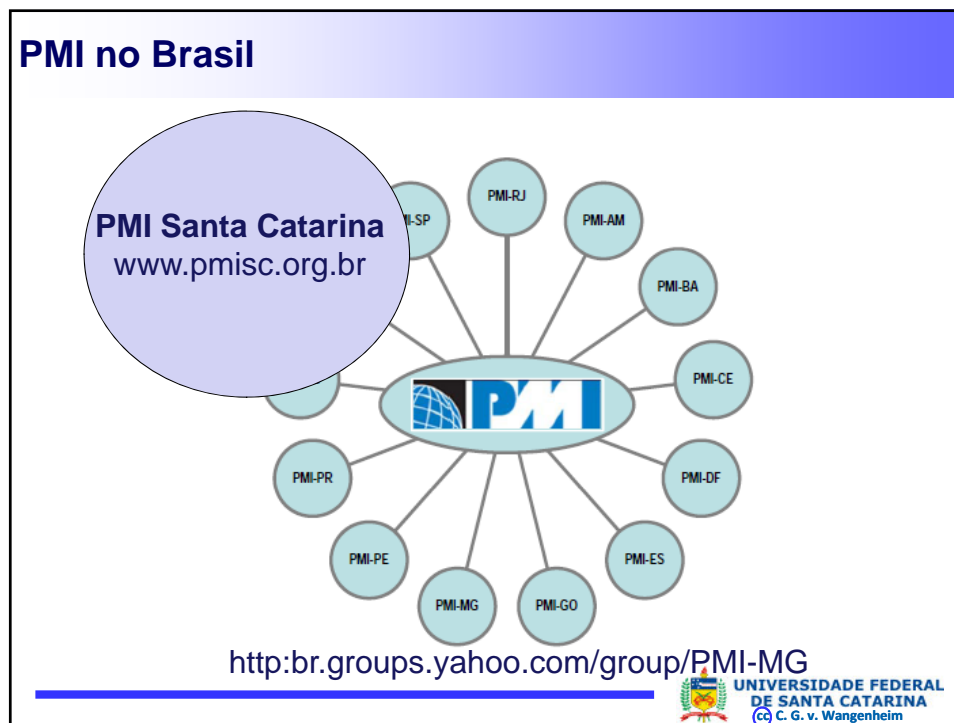 PMI no Brasil
PMI Santa Catarina
www.pmisc.org.br
PMI-RJ
PMI-AM
PMI-BA
PMI-CE
PMI-DF
PMI-ES
PMI-GO
PMI-MG
PMI-PE
PMI-PR
PMI
http:br.groups.yahoo.com/group/PMI-MG
UNIVERSIDADE FEDERAL
DE SANTA CATARINA
(cc) C. G. v. Wangenheim